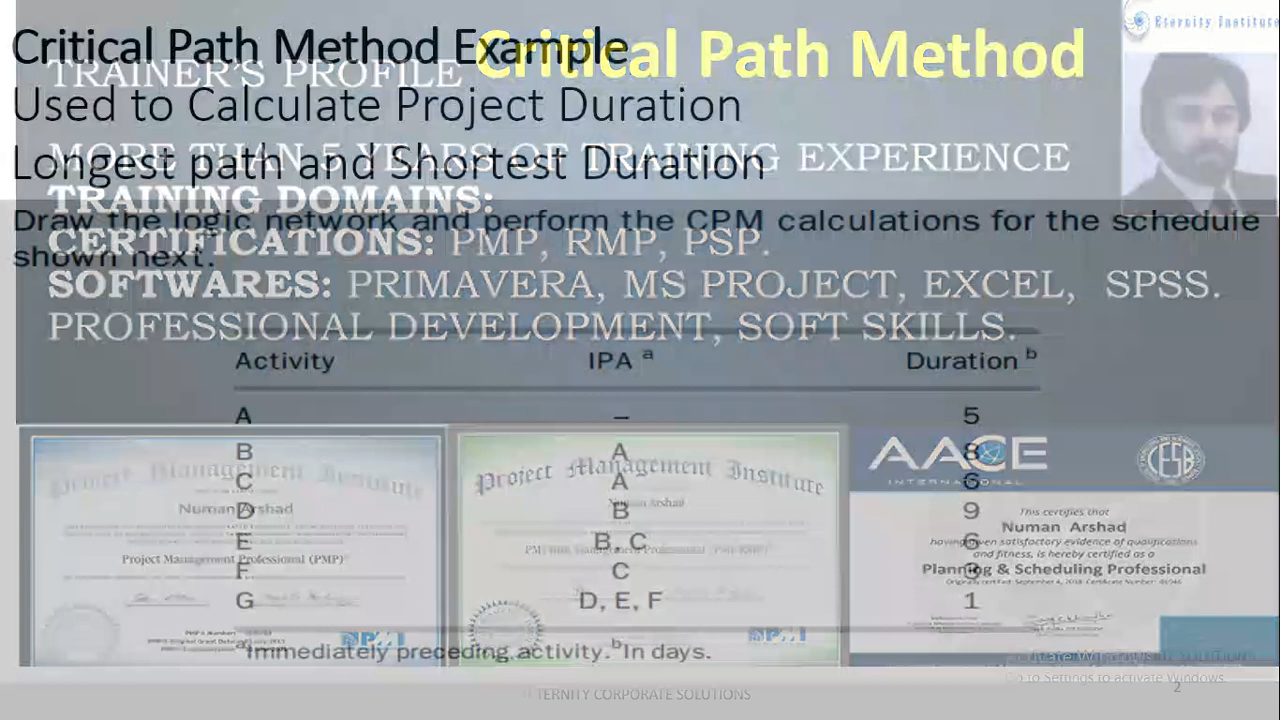 Critical Path Method Example
Critical Path Method
Eternity Institute
TRAINER'S PROFILE
Used to Calculate Project Duration
MORE THAN 5 YEARS OF TRAINING EXPERIENCE
Longest path and Shortest Duration
TRAINING DOMAINS:
Draw the logic network and perform the CPM calculations for the schedule
shown next.
CERTIFICATIONS: PMP, RMP, PSP.
SOFTWARES: PRIMAVERA, MS PROJECT, EXCEL, SPSS.
PROFESSIONAL DEVELOPMENT, SOFT SKILLS.
Activity IPA a Duration b
A – 5
B A 8
C A 6
D B 9
E B, C 6
F C
G D, E, F 1
a Immediately preceding activity. b In days.
Project Management Institute
Numan Arshad
Project Management Professional (PMP)
Project Management Institute
Numan Arshad
PMI
PMI
AACE
INTERNATIONAL
CESB
This certifies that
Numan Arshad
having given satisfactory evidence of qualifications
and fitness, is hereby certified as a
Planning & Scheduling Professional
ETERNITY CORPORATE SOLUTIONS
Activate Windows
Go to Settings to activate Windows.
2